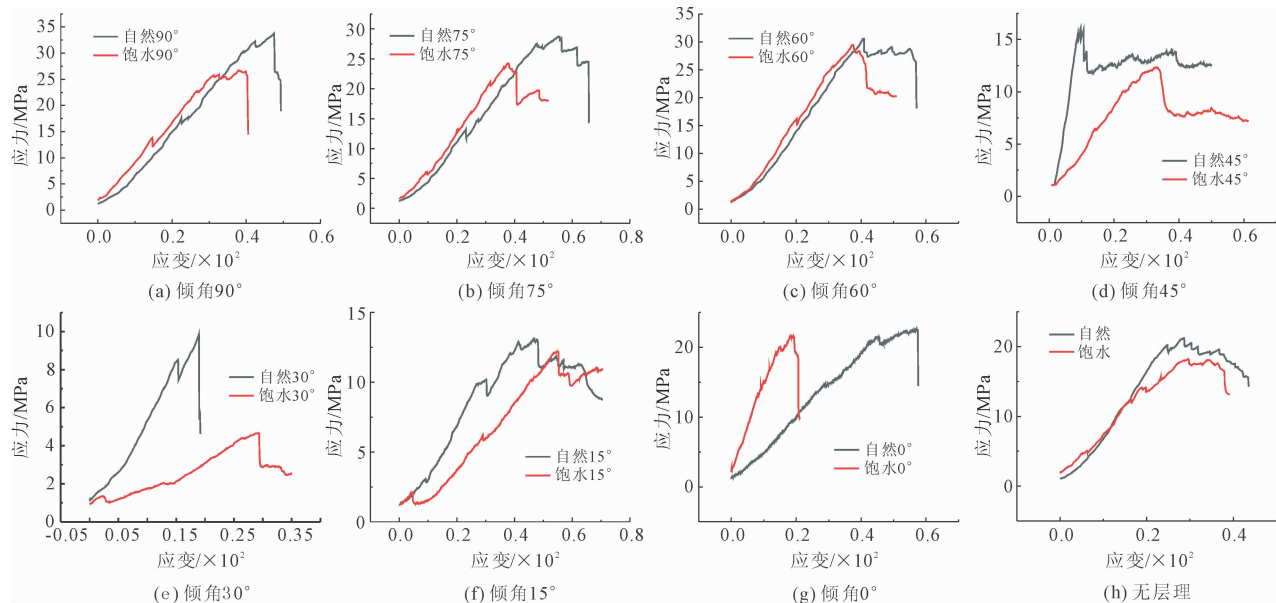 35
30
25
20
15
10
5
0
应力/MPa
自然90°
饱水90°
0.0 0.2 0.4 0.6
应变/×10²
(a) 倾角90°
30
25
20
15
10
5
0
应力/MPa
自然75°
饱水75°
0.0 0.2 0.4 0.6 0.8
应变/×10²
(b) 倾角75°
35
30
25
20
15
10
5
0
应力/MPa
自然60°
饱水60°
0.0 0.2 0.4 0.6
应变/×10²
(c) 倾角60°
15
10
5
0
应力/MPa
自然45°
饱水45°
0.0 0.2 0.4 0.6
应变/×10²
(d) 倾角45°
10
8
6
4
2
0
应力/MPa
自然30°
饱水30°
-0.05 0.05 0.15 0.25 0.35
应变/×10²
(e) 倾角30°
15
10
5
0
应力/MPa
自然15°
饱水15°
0.0 0.2 0.4 0.6 0.8
应变/×10²
(f) 倾角15°
20
10
0
应力/MPa
自然0°
饱水0°
0.0 0.2 0.4 0.6
应变/×10²
(g) 倾角0°
20
10
0
应力/MPa
自然
饱水
0.0 0.2 0.4
应变/×10²
(h) 无层理